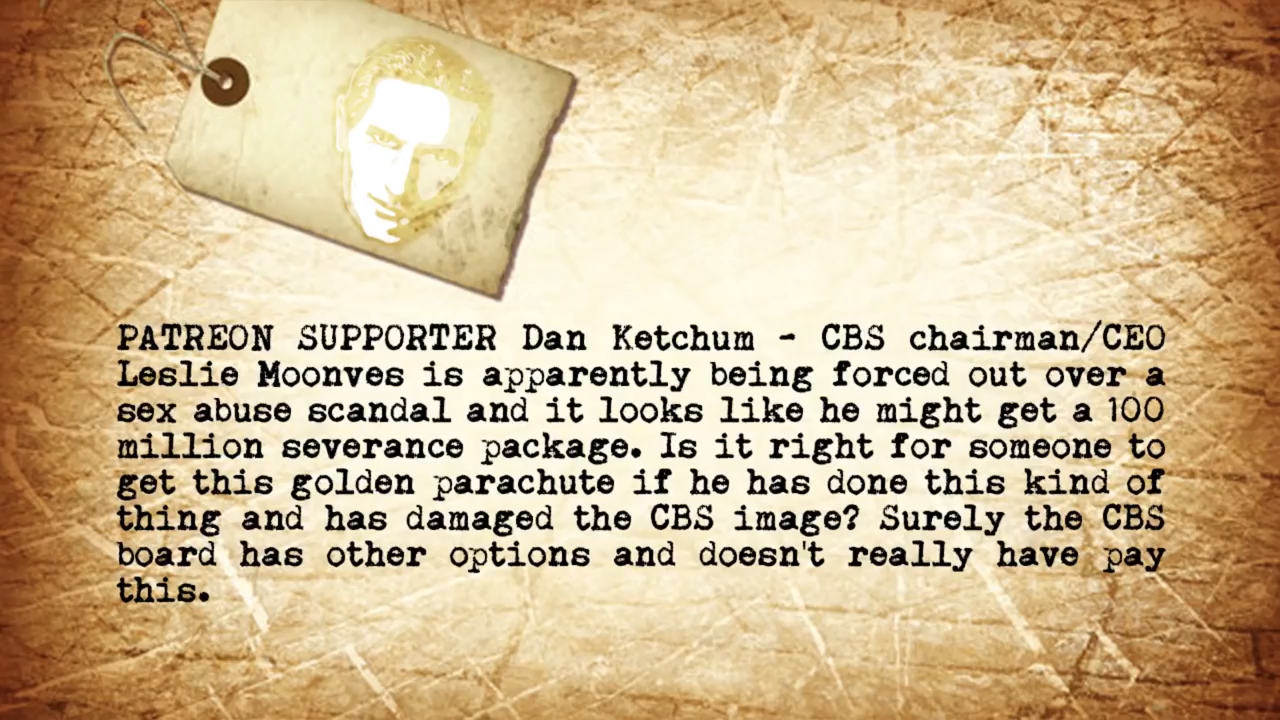 PATREON SUPPORTER Dan Ketchum - CBS chairman/CEO
Leslie Moonves is apparently being forced out over a
sex abuse scandal and it looks like he might get a 100
million severance package. Is it right for someone to
get this golden parachute if he has done this kind of
thing and has damaged the CBS image? Surely the CBS
board has other options and doesn't really have pay
this.